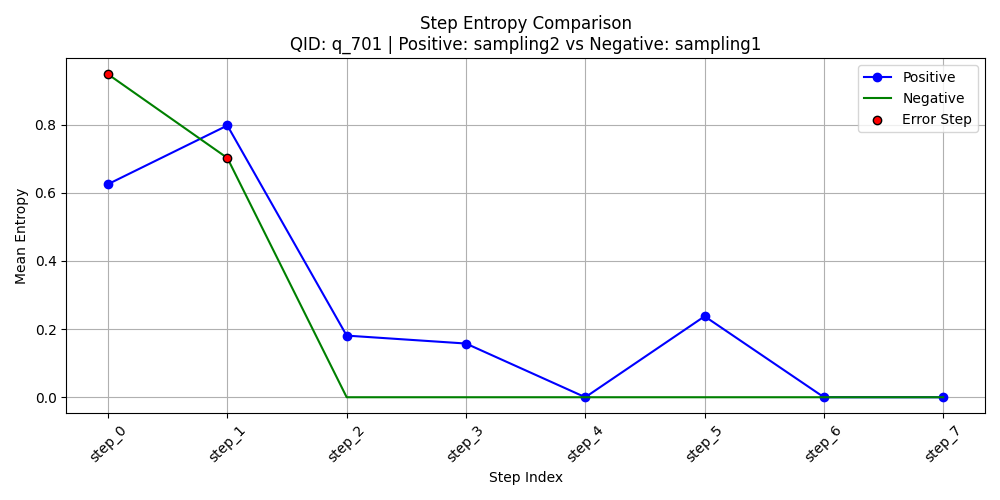 Step Entropy Comparison
QID: q_701 | Positive: sampling2 vs Negative: sampling1
Positive
Negative
Error Step
Mean Entropy
0.8
0.6
0.4
0.2
0.0
step_0
step_1
step_2
step_3
step_4
step_5
step_6
step_7
Step Index